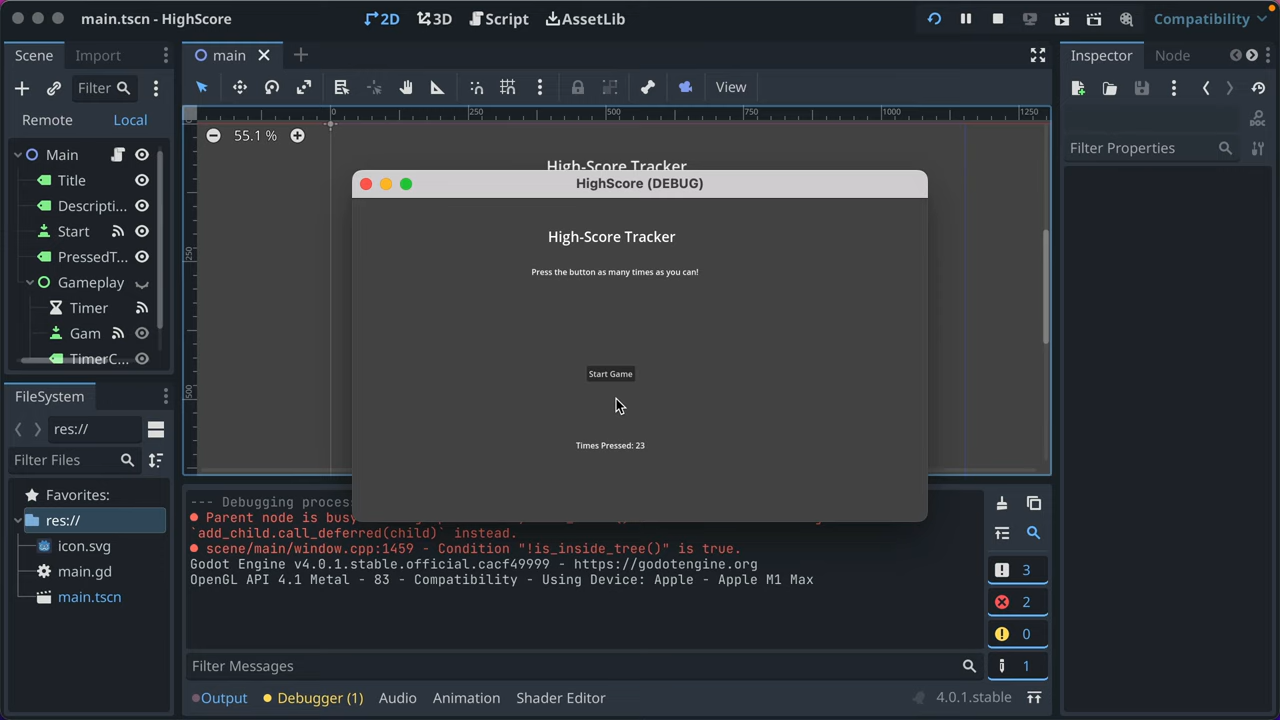 main.tscn - HighScore
2D
3D
Script
AssetLib
Compatibility
Scene
Import
main
Inspector
Node
Filter
View
Remote
Local
0
250
500
750
1000
1250
55.1 %
Filter Properties
Main
Title
Descripti...
Start
PressedT...
Gameplay
Timer
Gam
TimerC...
250
500
High-Score Tracker
HighScore (DEBUG)
High-Score Tracker
Press the button as many times as you can!
Start Game
Times Pressed: 23
FileSystem
res://
Filter Files
Favorites:
res://
icon.svg
main.gd
main.tscn
--- Debugging proces
Parent node is busy
`add_child.call_deferred(child)` instead.
scene/main/window.cpp:1459 - Condition "!is_inside_tree()" is true.
Godot Engine v4.0.1.stable.official.cacf49999 - https://godotengine.org
OpenGL API 4.1 Metal - 83 - Compatibility - Using Device: Apple - Apple M1 Max
3
2
0
1
Filter Messages
Output
Debugger (1)
Audio
Animation
Shader Editor
4.0.1.stable